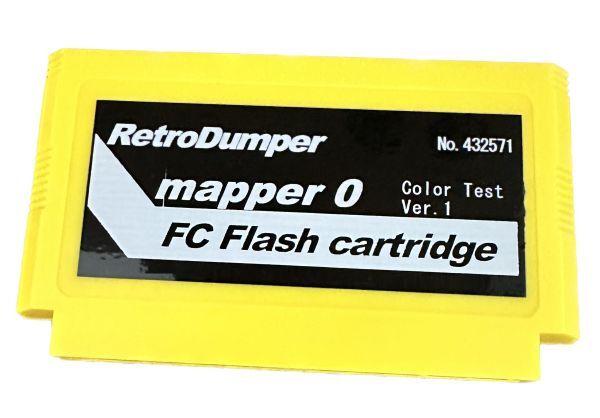 RetroDumper
No. 432571
mapper 0
Color Test
Ver. 1
FC Flash cartridge